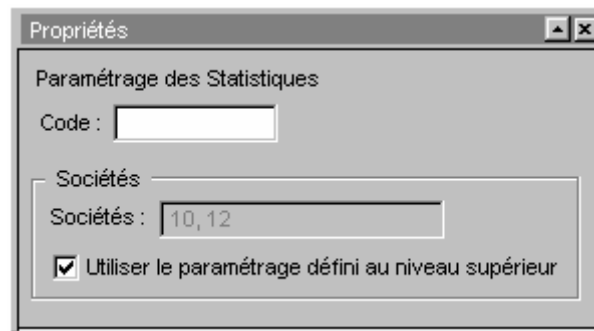 Propriétés
Paramétrage des Statistiques
Code :
Sociétés
Sociétés : 10, 12
Utiliser le paramétrage défini au niveau supérieur